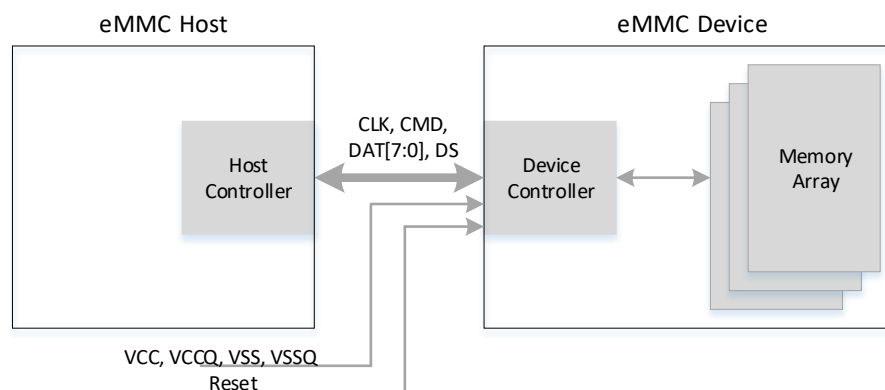 eMMC Host
eMMC Device
CLK, CMD,
DAT[7:0], DS
Host
Controller
Device
Controller
Memory
Array
VCC, VCCQ, VSS, VSSQ
Reset